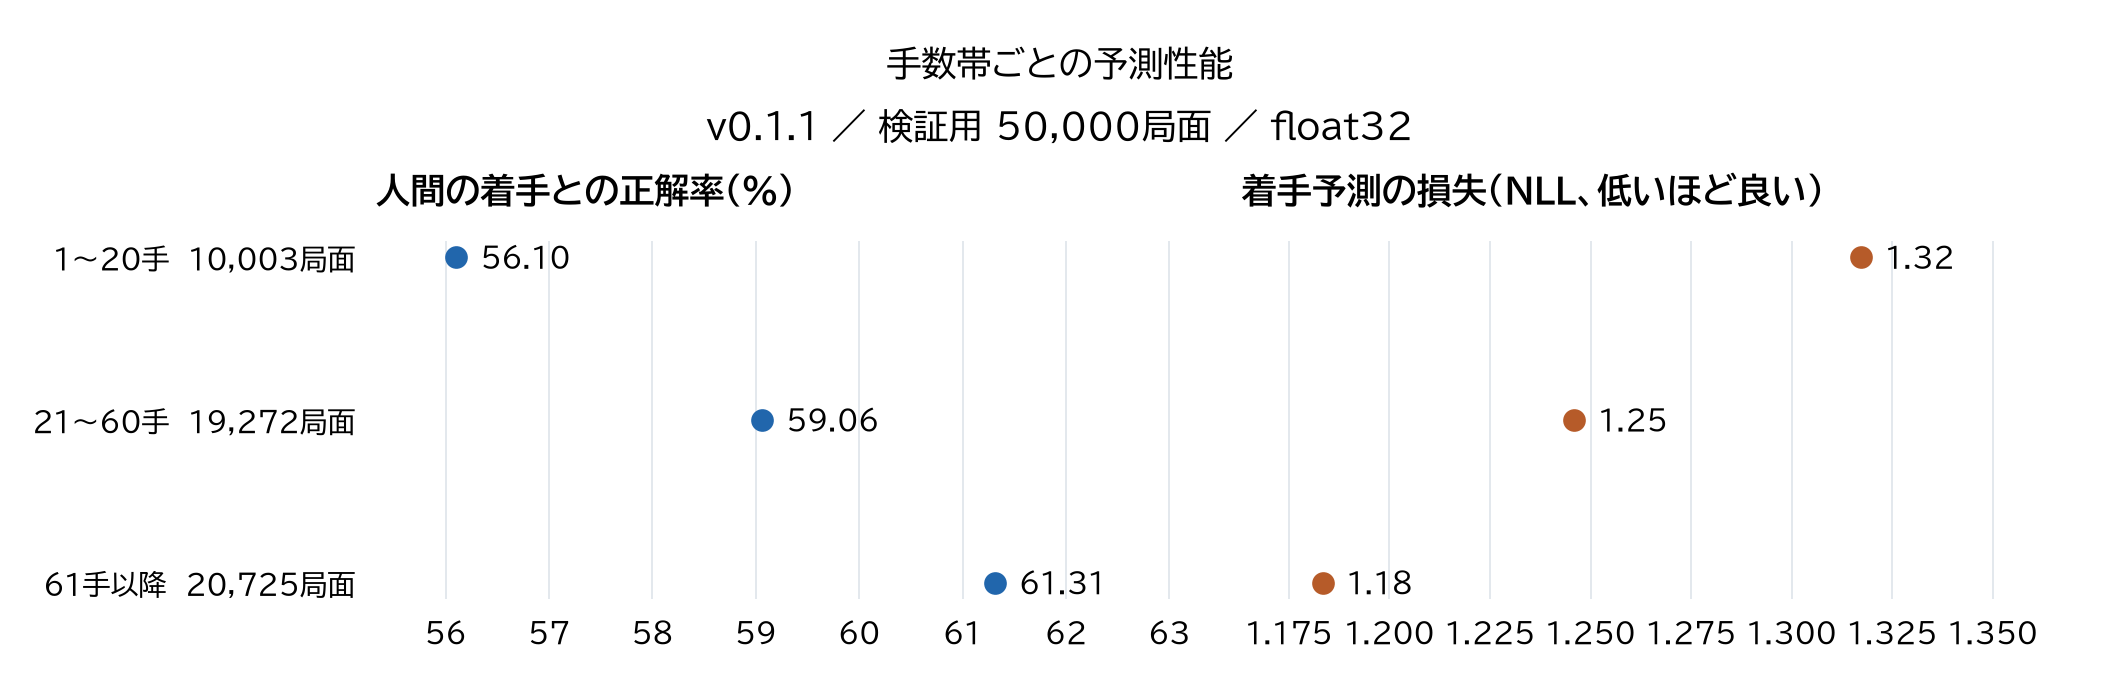 手数帯ごとの予測性能
v0.1.1 ／ 検証用 50,000局面 ／ float32
人間の着手との正解率（%） 着手予測の損失（NLL、低いほど良い）
1～20手 10,003局面 56.10 1.32
21～60手 19,272局面 59.06 1.25
61手以降 20,725局面 61.31 1.18
56 57 58 59 60 61 62 63 1.175 1.200 1.225 1.250 1.275 1.300 1.325 1.350